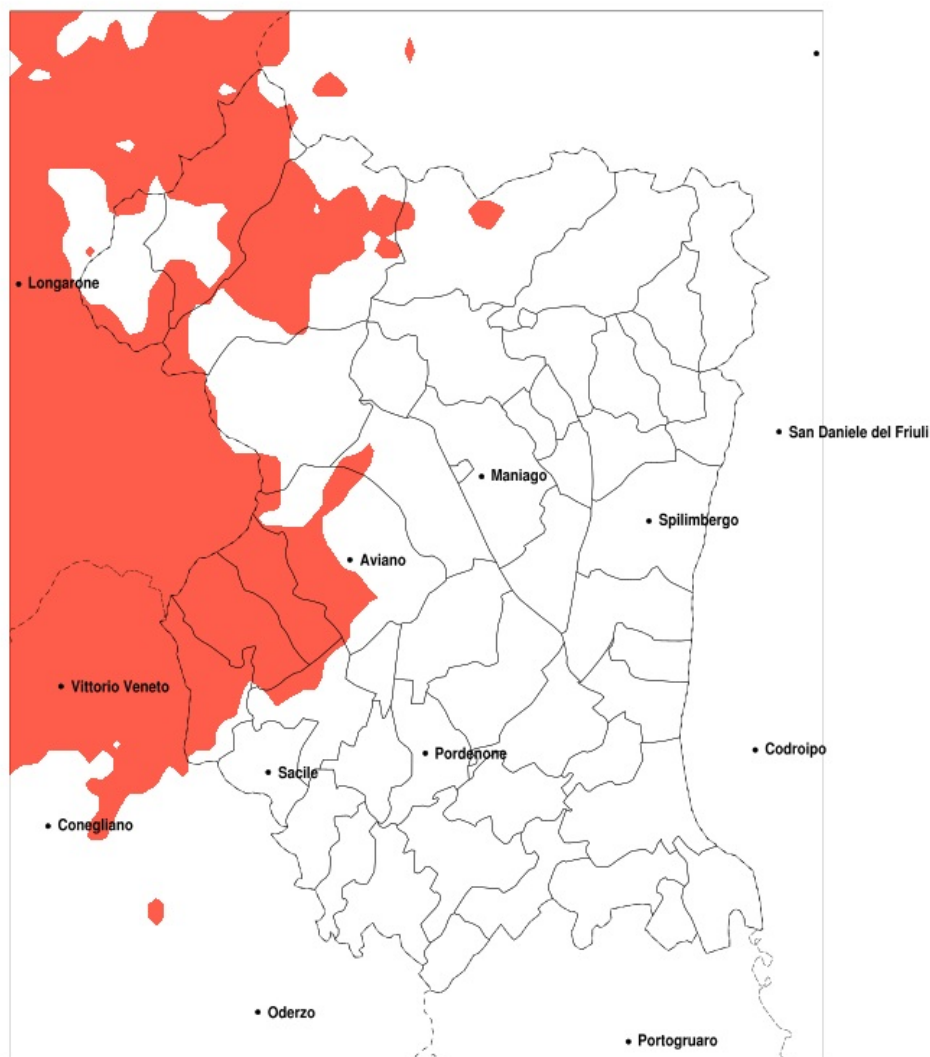 Longarone
San Daniele del Friuli
Maniago
Spilimbergo
Aviano
Vittorio Veneto
Codroipo
Pordenone
Sacile
Conegliano
Oderzo
Portogruaro